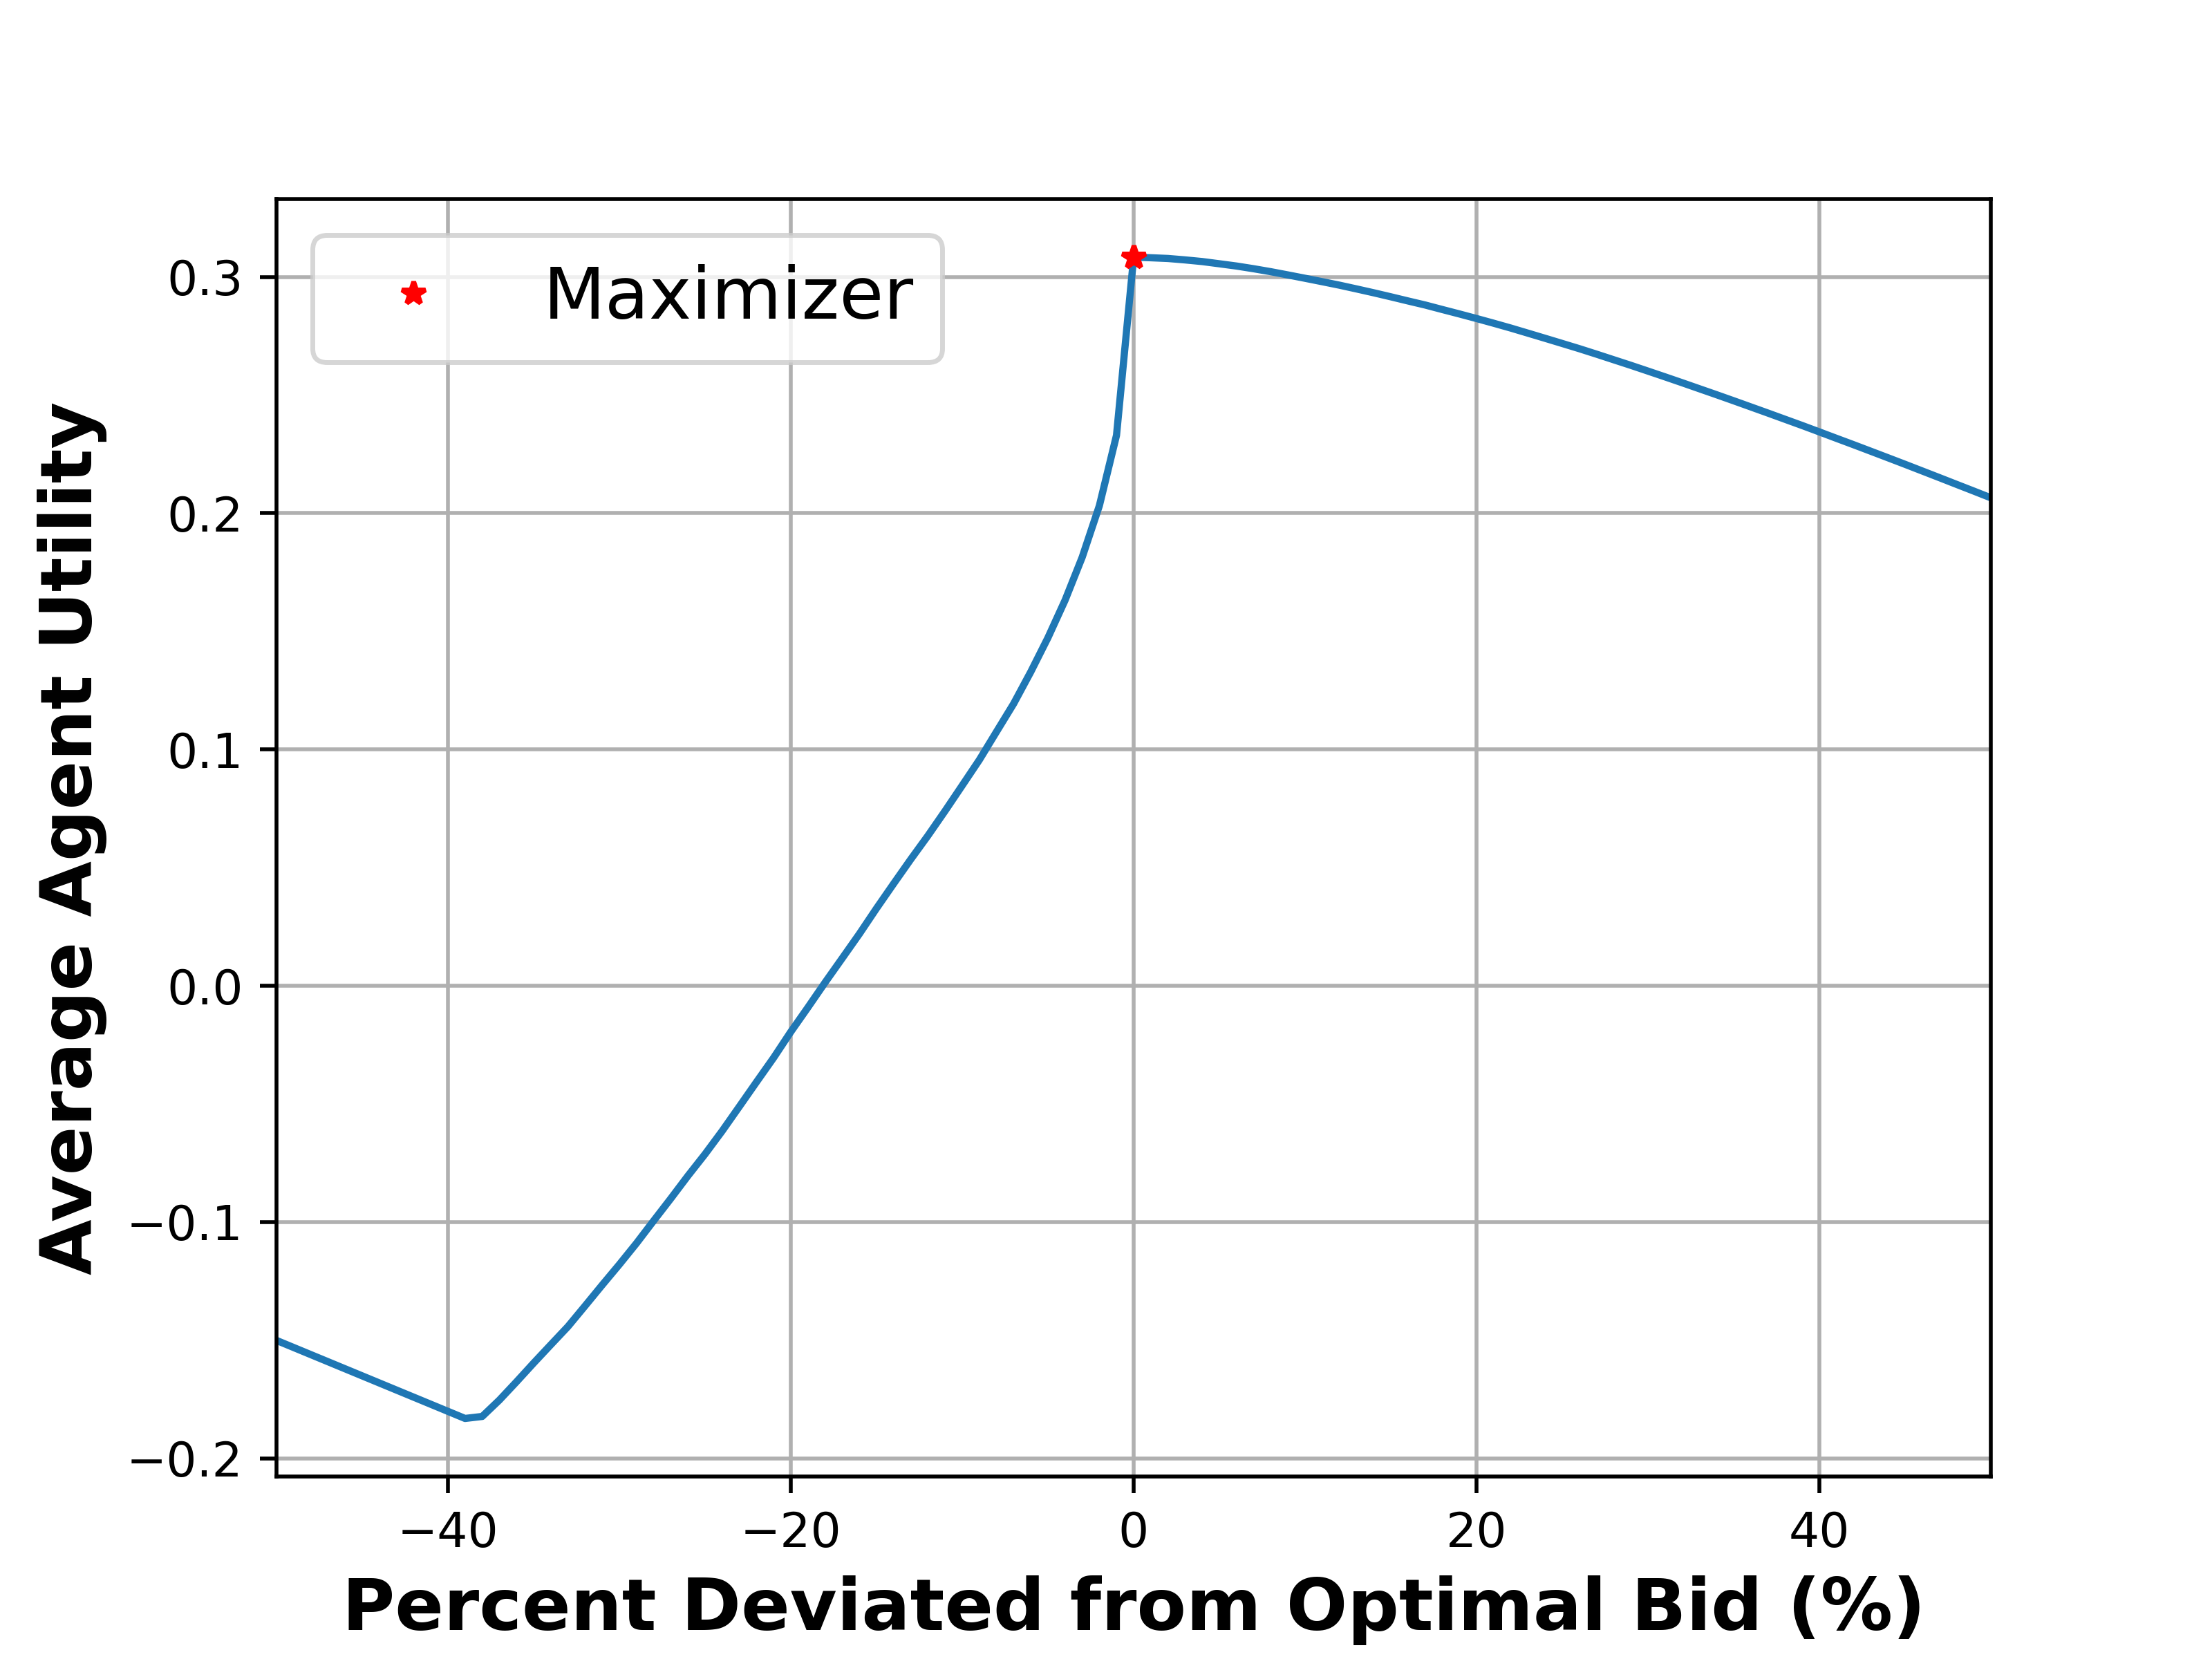 Maximizer
0.3
0.2
0.1
0.0
−0.1
−0.2
Average Agent Utility
−40 −20 0 20 40
Percent Deviated from Optimal Bid (%)